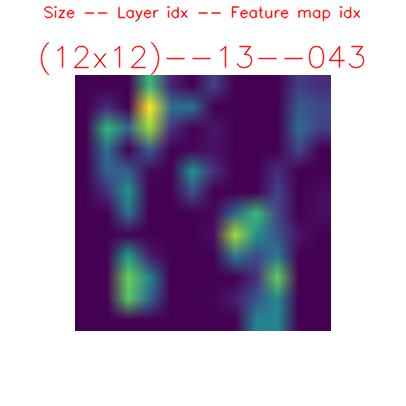 Size -- Layer idx -- Feature map idx
(12x12)--13--043